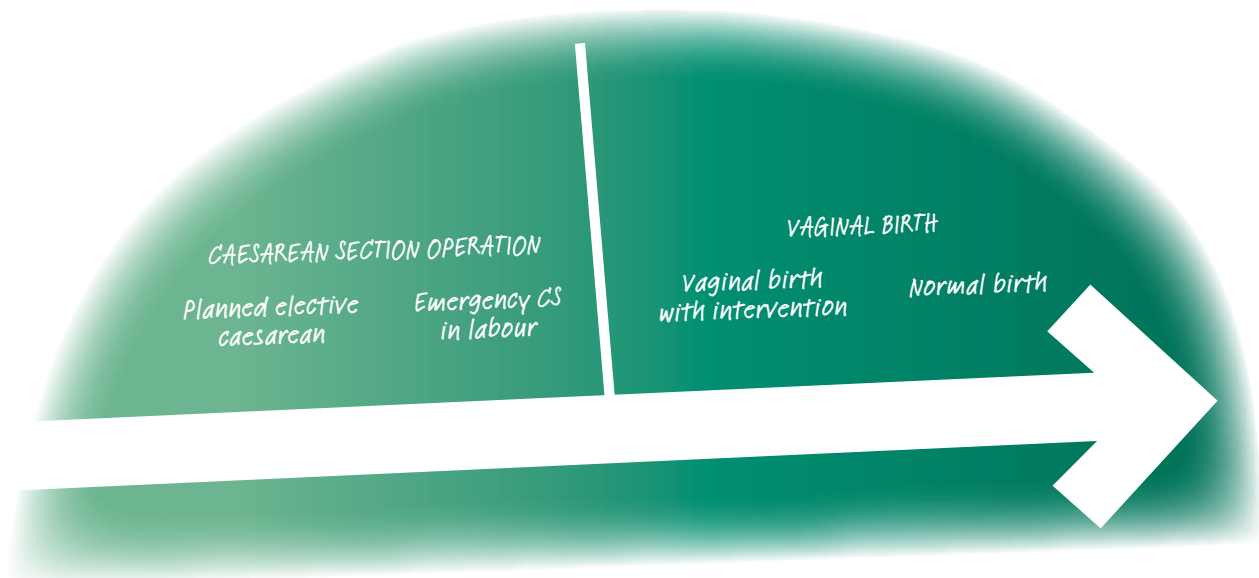 CAESAREAN SECTION OPERATION
Planned elective
caesarean
Emergency CS
in labour
VAGINAL BIRTH
Vaginal birth
with intervention
Normal birth